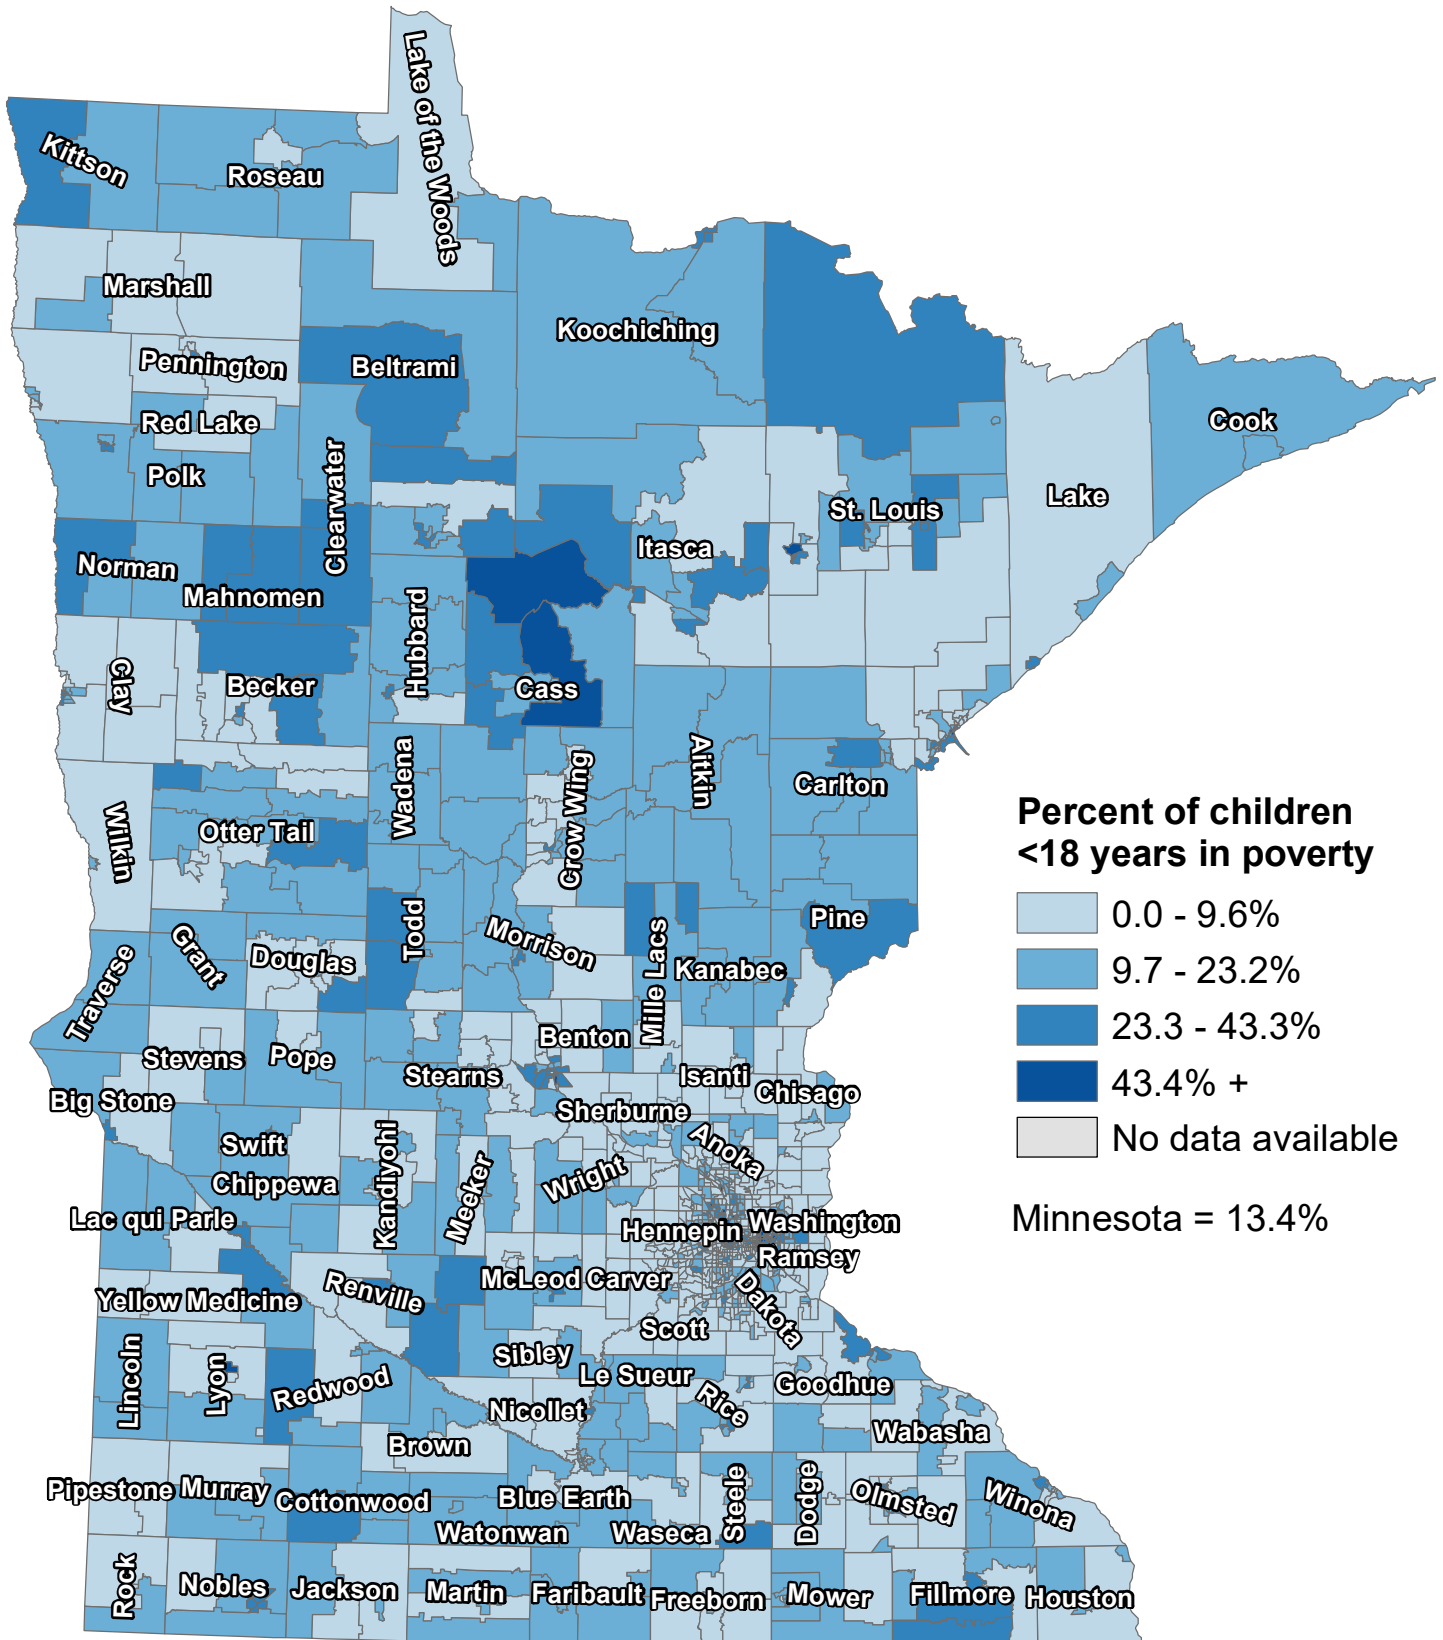 Lake of the Woods
Kittson
Roseau
Marshall
Koochiching
Pennington
Beltrami
Red Lake
Cook
Polk
Clearwater
Lake
St. Louis
Itasca
Norman
Mahnomen
Hubbard
Clay
Becker
Cass
Wadena
Crow Wing
Aitkin
Carlton
Wilkin
Otter Tail
Percent of children
<18 years in poverty
0.0 - 9.6%
9.7 - 23.2%
23.3 - 43.3%
43.4% +
No data available
Minnesota = 13.4%
Todd
Pine
Morrison
Grant
Douglas
Mille Lacs
Kanabec
Traverse
Benton
Stevens
Pope
Stearns
Isanti
Big Stone
Chisago
Sherburne
Swift
Anoka
Kandiyohi
Chippewa
Meeker
Wright
Lac qui Parle
Hennepin
Washington
Ramsey
Yellow Medicine
Renville
McLeod
Carver
Dakota
Scott
Lincoln
Lyon
Redwood
Sibley
Le Sueur
Rice
Goodhue
Nicollet
Brown
Wabasha
Pipestone
Murray
Cottonwood
Blue Earth
Steele
Dodge
Olmsted
Winona
Watonwan
Waseca
Rock
Nobles
Jackson
Martin
Faribault
Freeborn
Mower
Fillmore
Houston